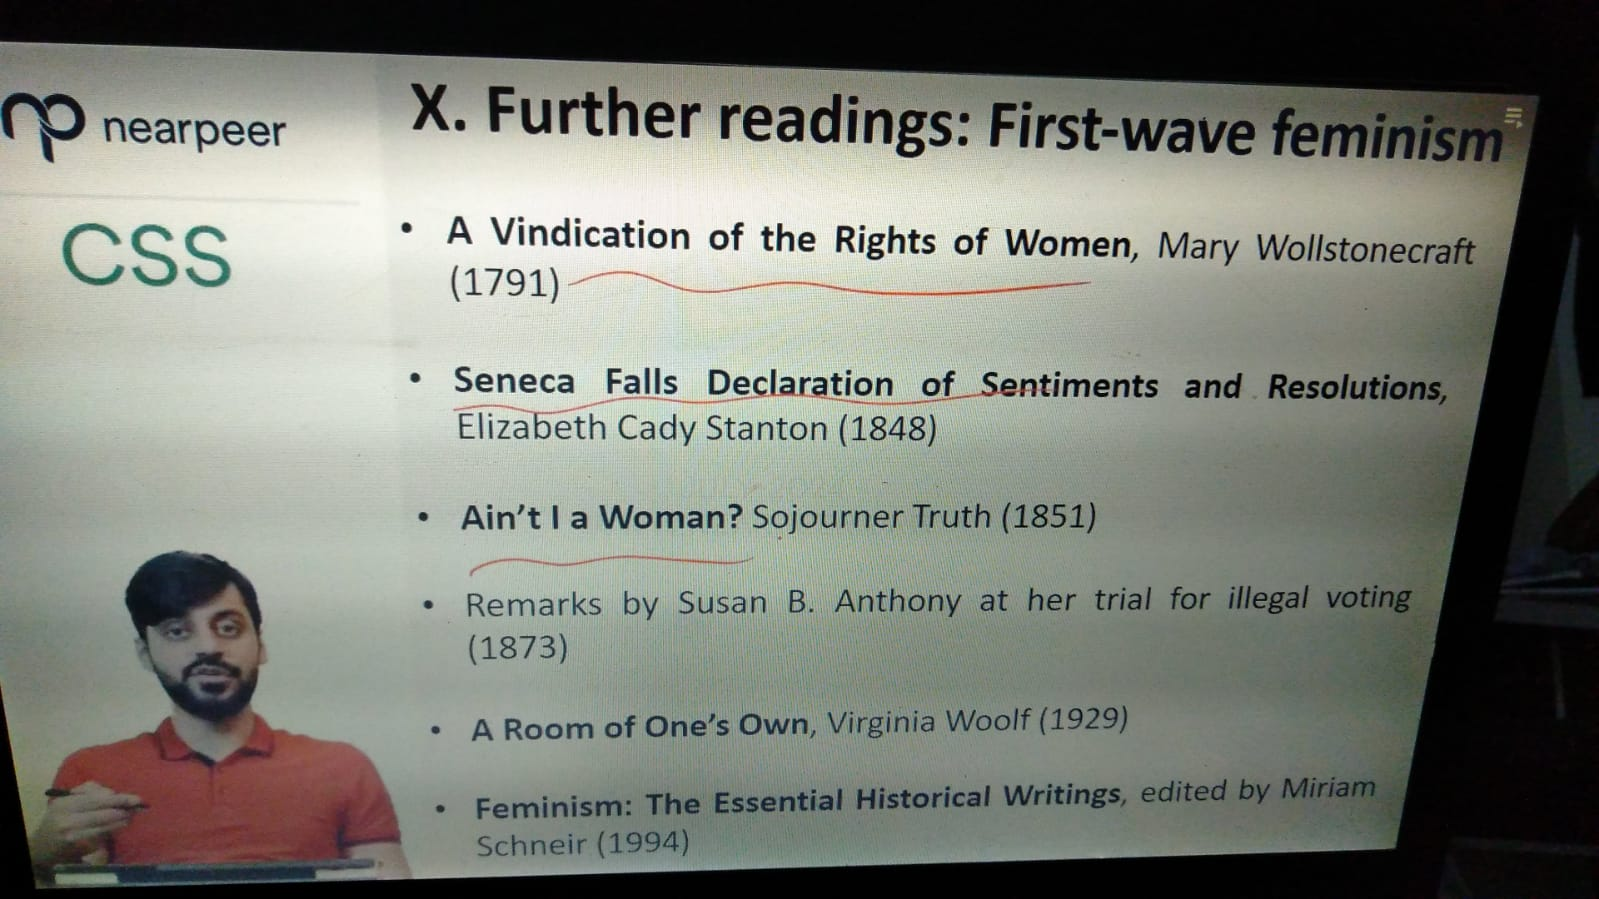 nearpeer
CSS
X. Further readings: First-wave feminism
• A Vindication of the Rights of Women, Mary Wollstonecraft
(1791)
• Seneca Falls Declaration of Sentiments and Resolutions,
Elizabeth Cady Stanton (1848)
• Ain't I a Woman? Sojourner Truth (1851)
• Remarks by Susan B. Anthony at her trial for illegal voting
(1873)
• A Room of One's Own, Virginia Woolf (1929)
• Feminism: The Essential Historical Writings, edited by Miriam
Schneir (1994)